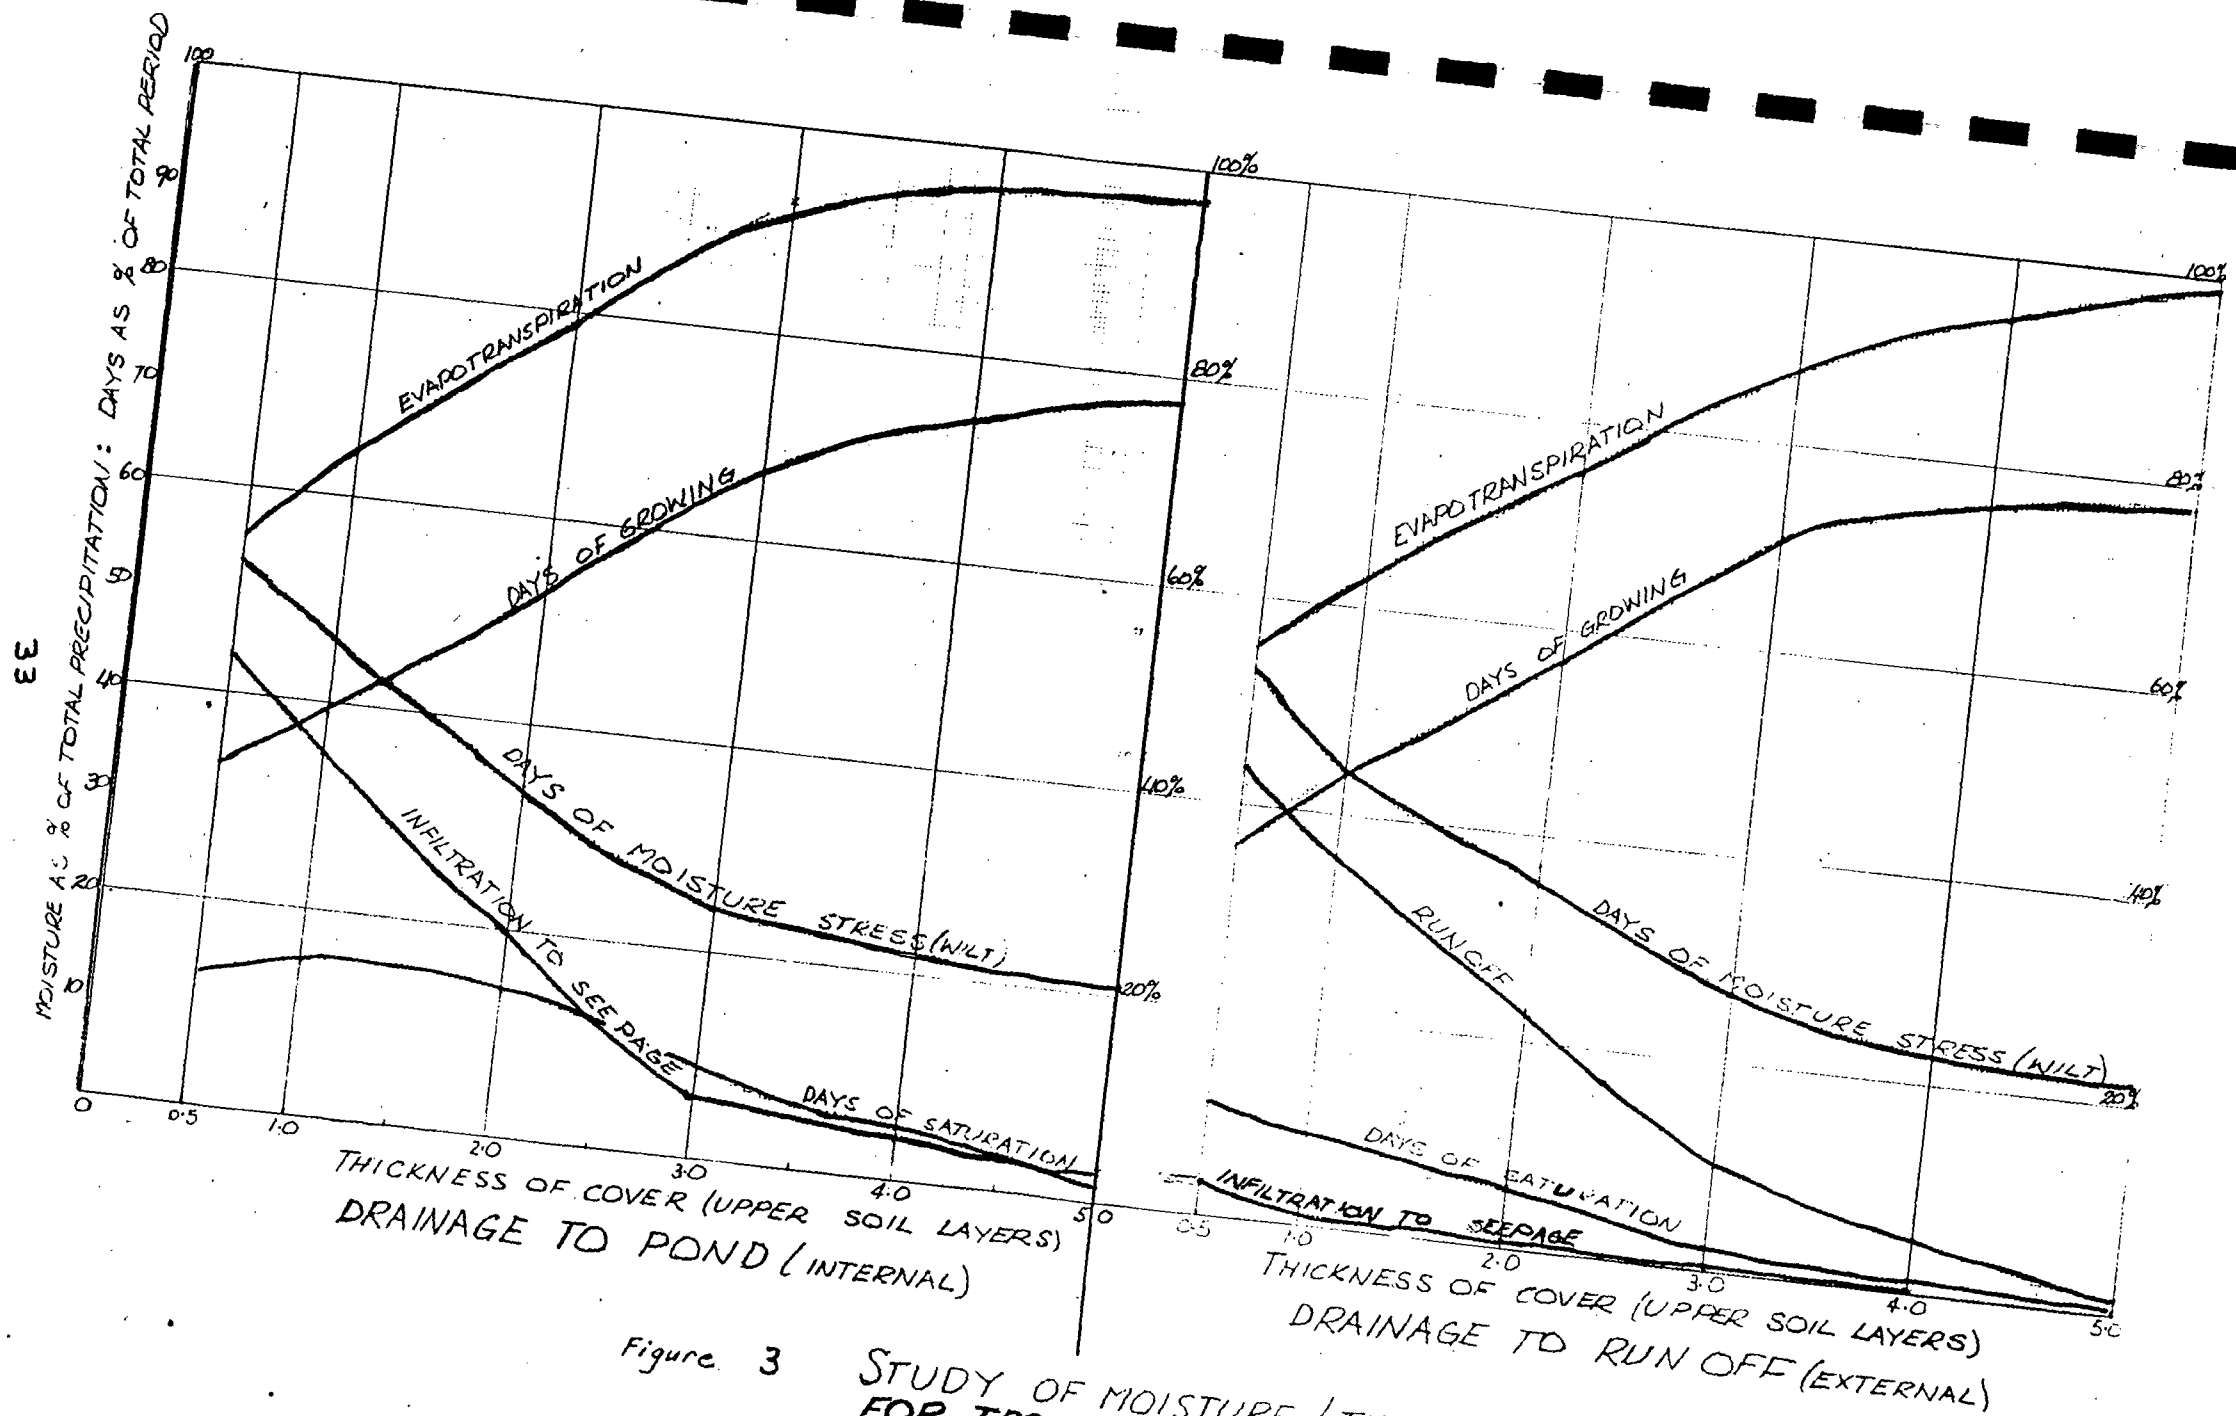 33
MOISTURE AS % OF TOTAL PRECIPITATION: DAYS AS % OF TOTAL PERIOD
100
90
80
70
60
50
40
30
20
10
0
0.5
1.0
2.0
3.0
4.0
5.0
EVAPOTRANSPIRATION
DAYS OF GROWING
DAYS OF MOISTURE STRESS (WILT)
INFILTRATION TO SEEPAGE
DAYS OF SATURATION
THICKNESS OF COVER (UPPER SOIL LAYERS)
DRAINAGE TO POND (INTERNAL)
100%
80%
60%
40%
20%
EVAPOTRANSPIRATION
DAYS OF GROWING
DAYS OF MOISTURE STRESS (WILT)
RUNOFF
DAYS OF SATURATION
INFILTRATION TO SEEPAGE
100%
80%
60%
40%
20%
0.5
1.0
2.0
3.0
4.0
5.0
THICKNESS OF COVER (UPPER SOIL LAYERS)
DRAINAGE TO RUN OFF (EXTERNAL)
Figure 3
STUDY OF MOISTURE /
FOR